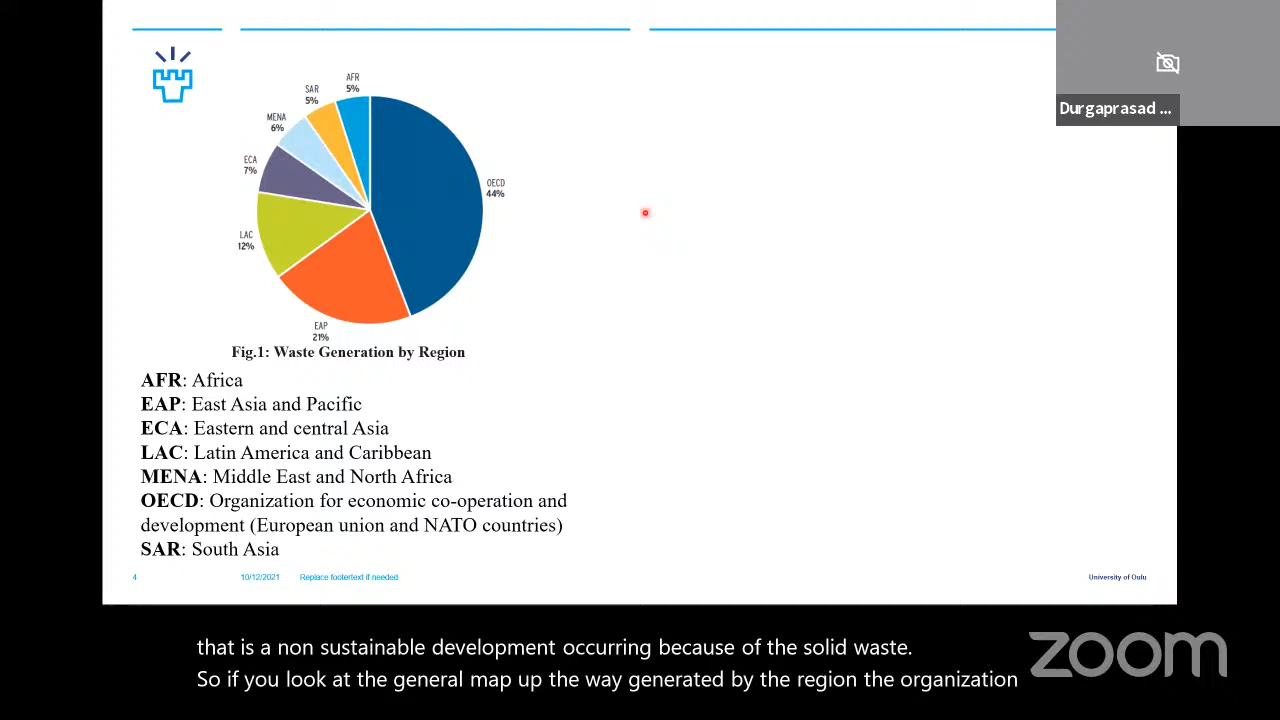 Durgaprasad ...
AFR
5%
SAR
5%
MENA
6%
ECA
7%
OECD
44%
LAC
12%
EAP
21%
Fig.1: Waste Generation by Region
AFR: Africa
EAP: East Asia and Pacific
ECA: Eastern and central Asia
LAC: Latin America and Caribbean
MENA: Middle East and North Africa
OECD: Organization for economic co-operation and
development (European union and NATO countries)
SAR: South Asia
4 10/12/2021 Replace footertext if needed University of Oulu
that is a non sustainable development occurring because of the solid waste.
So if you look at the general map up the way generated by the region the organization
zoom